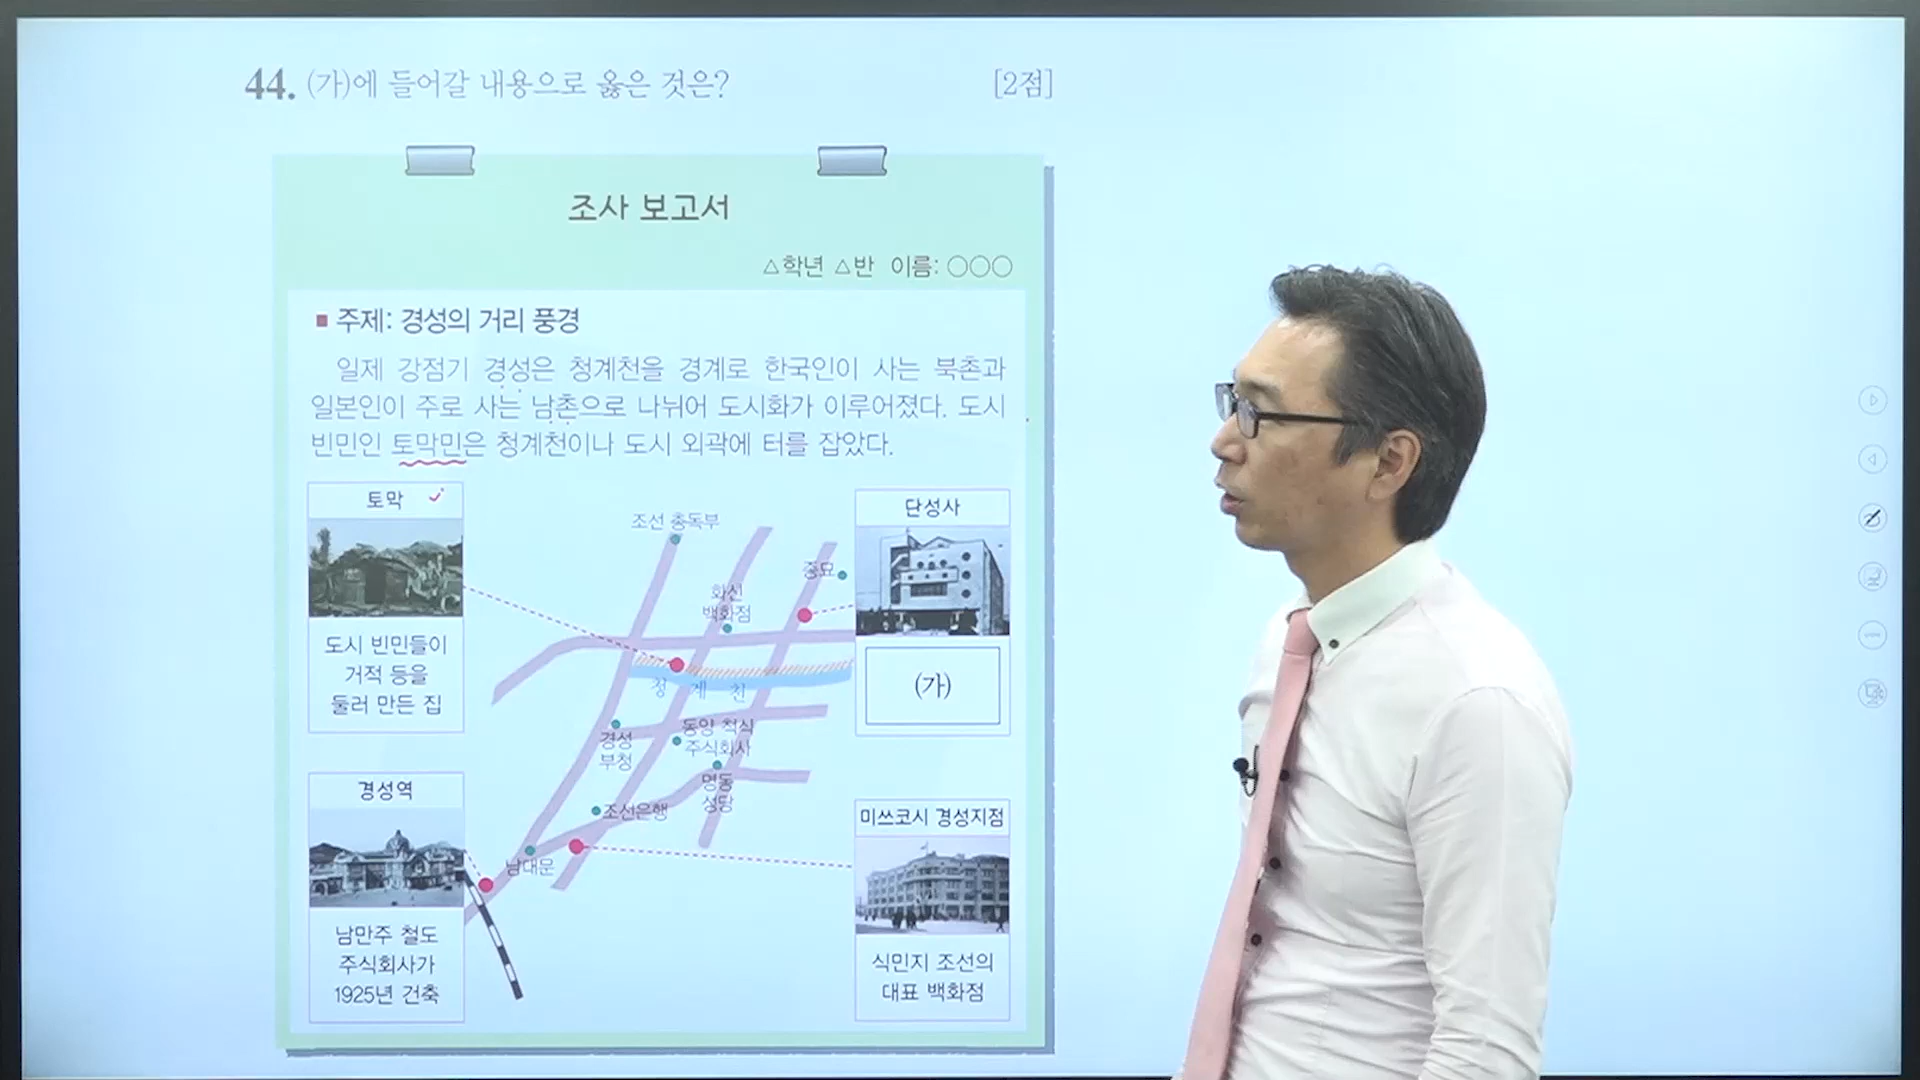 44. (가)에 들어갈 내용으로 옳은 것은? [2점]
조사 보고서
△학년 △반 이름: ○○○
■ 주제: 경성의 거리 풍경
일제 강점기 경성은 청계천을 경계로 한국인이 사는 북촌과
일본인이 주로 사는 남촌으로 나뉘어 도시화가 이루어졌다. 도시
빈민인 토막민은 청계천이나 도시 외곽에 터를 잡았다.
토막
도시 빈민들이
거적 등을
둘러 만든 집
경성역
남만주 철도
주식회사가
1925년 건축
조선 총독부
종묘
화신
백화점
청 계 천
경성
부청
동양 척식
주식회사
명동
성당
조선은행
남대문
단성사
(가)
미쓰코시 경성지점
식민지 조선의
대표 백화점